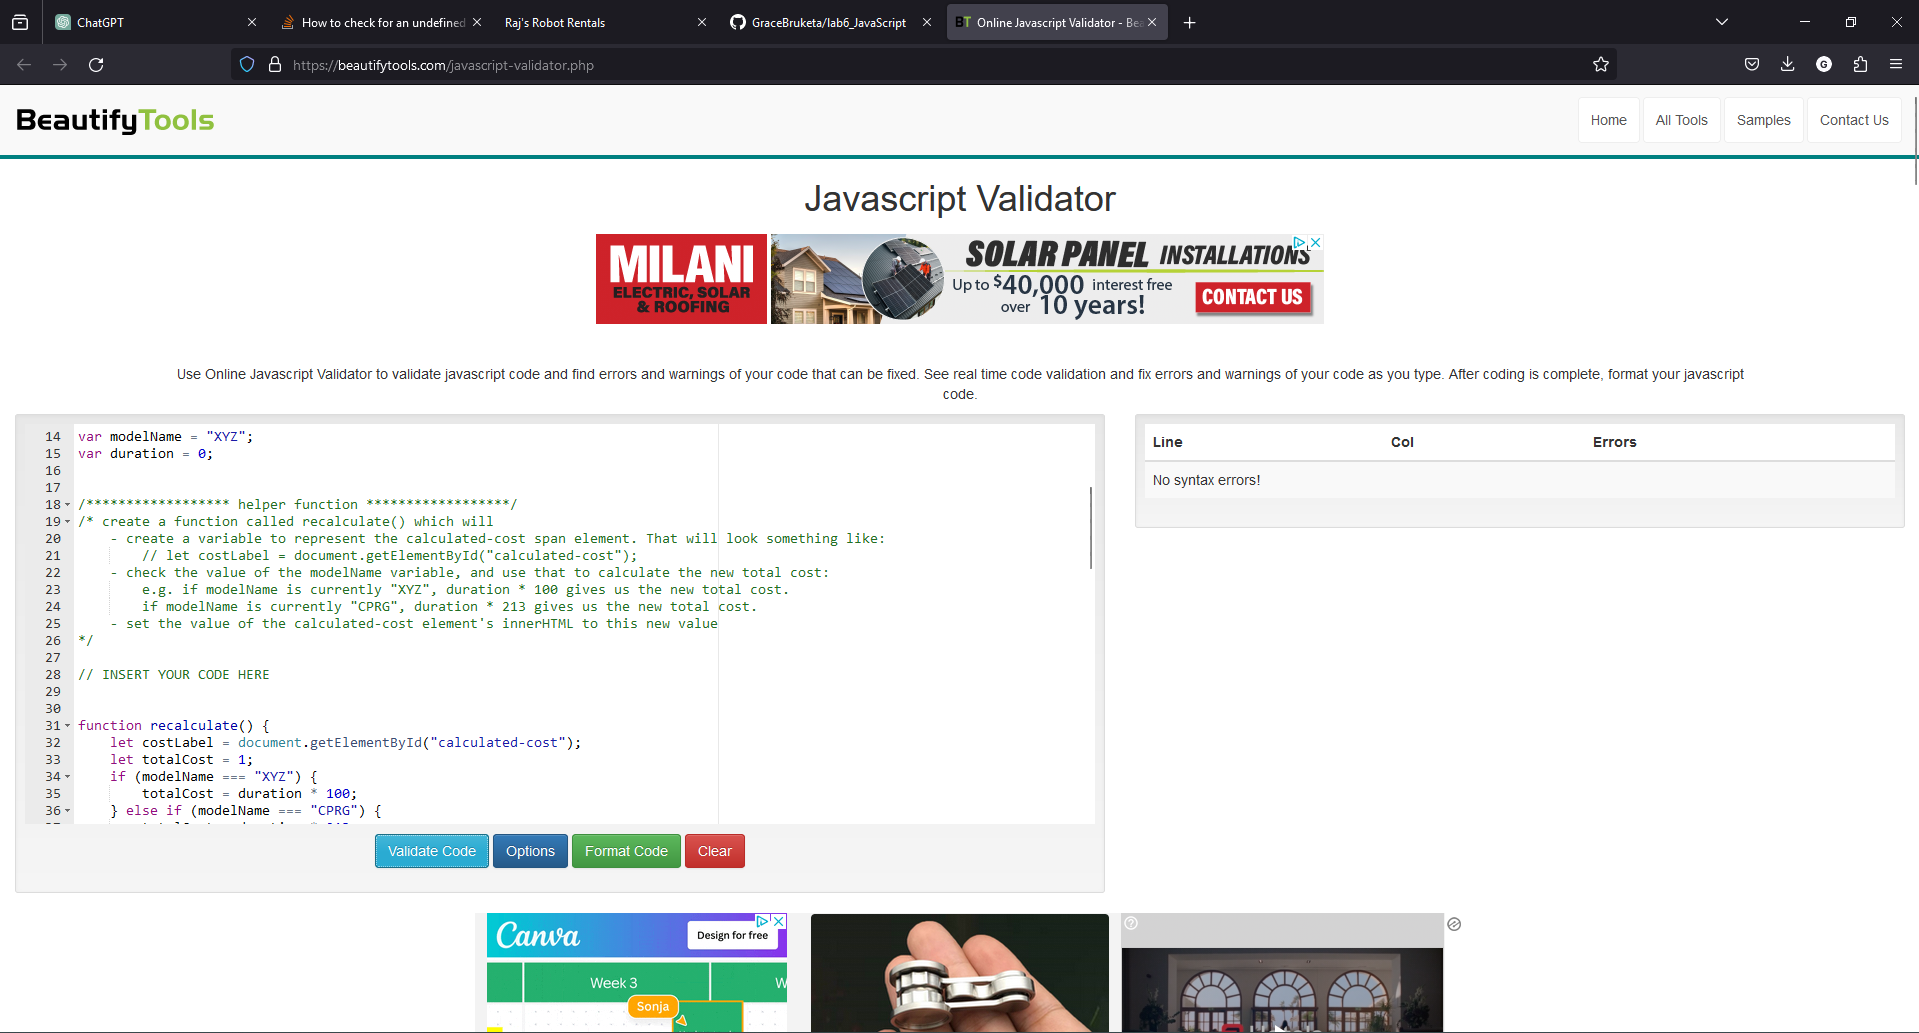 ChatGPT
How to check for an undefined
Raj's Robot Rentals
GraceBruketa/lab6_JavaScript
BT Online Javascript Validator - Bea
https://beautifytools.com/javascript-validator.php
G
BeautifyTools
Home
All Tools
Samples
Contact Us
Javascript Validator
MILANI
ELECTRIC, SOLAR
& ROOFING
SOLAR PANEL INSTALLATIONS
Up to $40,000 interest free
over 10 years!
CONTACT US
Use Online Javascript Validator to validate javascript code and find errors and warnings of your code that can be fixed. See real time code validation and fix errors and warnings of your code as you type. After coding is complete, format your javascript
code.
14 var modelName = "XYZ";
15 var duration = 0;
16
17
18 /****************** helper function ******************/
19 /* create a function called recalculate() which will
20     - create a variable to represent the calculated-cost span element. That will look something like:
21         // let costLabel = document.getElementById("calculated-cost");
22     - check the value of the modelName variable, and use that to calculate the new total cost:
23         e.g. if modelName is currently "XYZ", duration * 100 gives us the new total cost.
24         if modelName is currently "CPRG", duration * 213 gives us the new total cost.
25     - set the value of the calculated-cost element's innerHTML to this new value
26 */
27
28 // INSERT YOUR CODE HERE
29
30
31 function recalculate() {
32     let costLabel = document.getElementById("calculated-cost");
33     let totalCost = 1;
34     if (modelName === "XYZ") {
35         totalCost = duration * 100;
36     } else if (modelName === "CPRG") {
Line Col Errors
No syntax errors!
Validate Code
Options
Format Code
Clear
Canva
Design for free
Week 3
W
Sonja